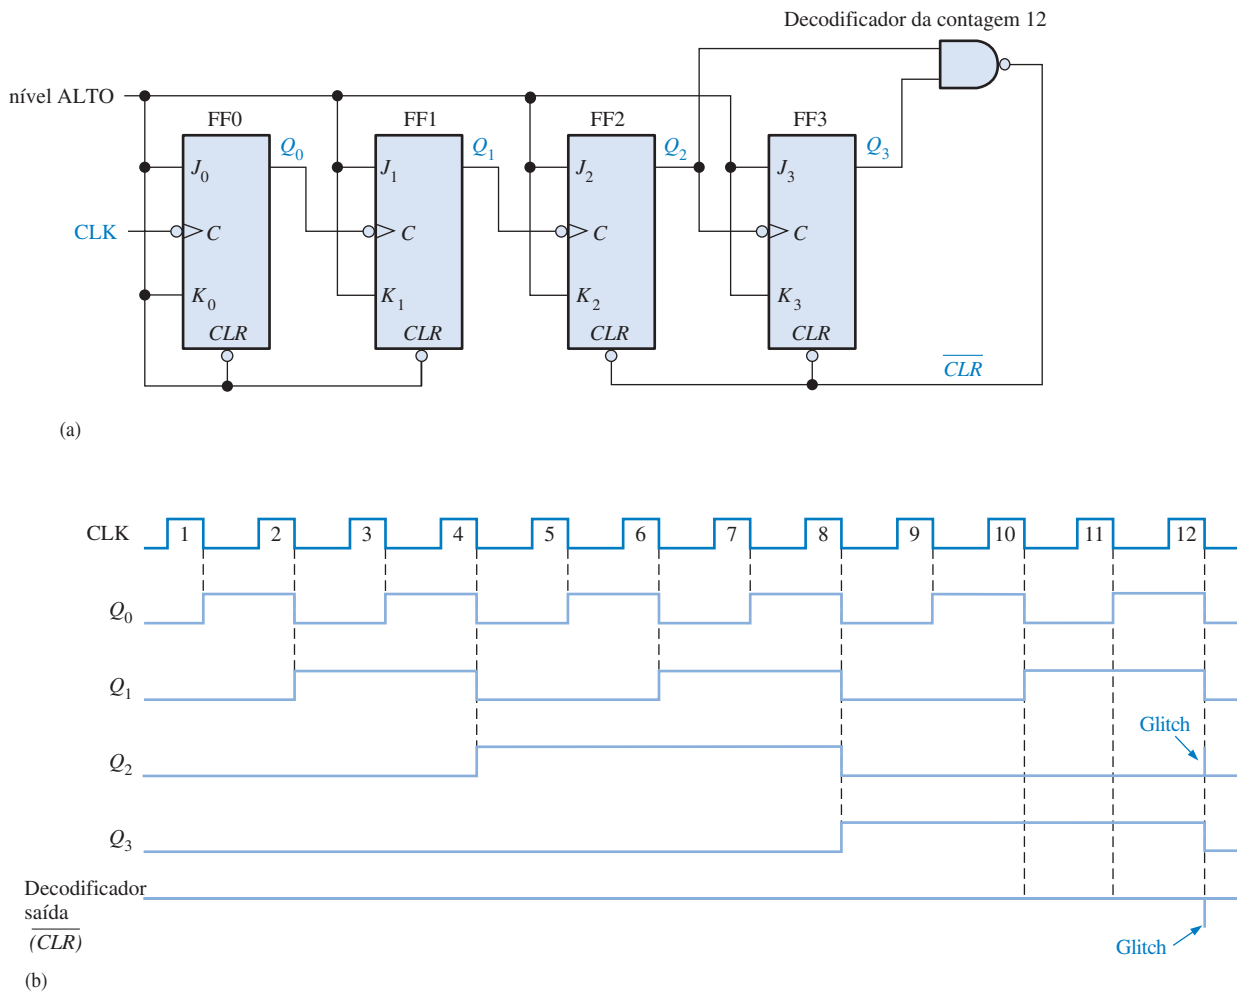 Decodificador da contagem 12
nível ALTO
FF0 FF1 FF2 FF3
Q0 Q1 Q2 Q3
J0 J1 J2 J3
CLK C C C C
K0 K1 K2 K3
CLR CLR CLR CLR
CLR
(a)
CLK 1 2 3 4 5 6 7 8 9 10 11 12
Q0
Q1
Glitch
Q2
Q3
Decodificador
saída
(CLR)
Glitch
(b)